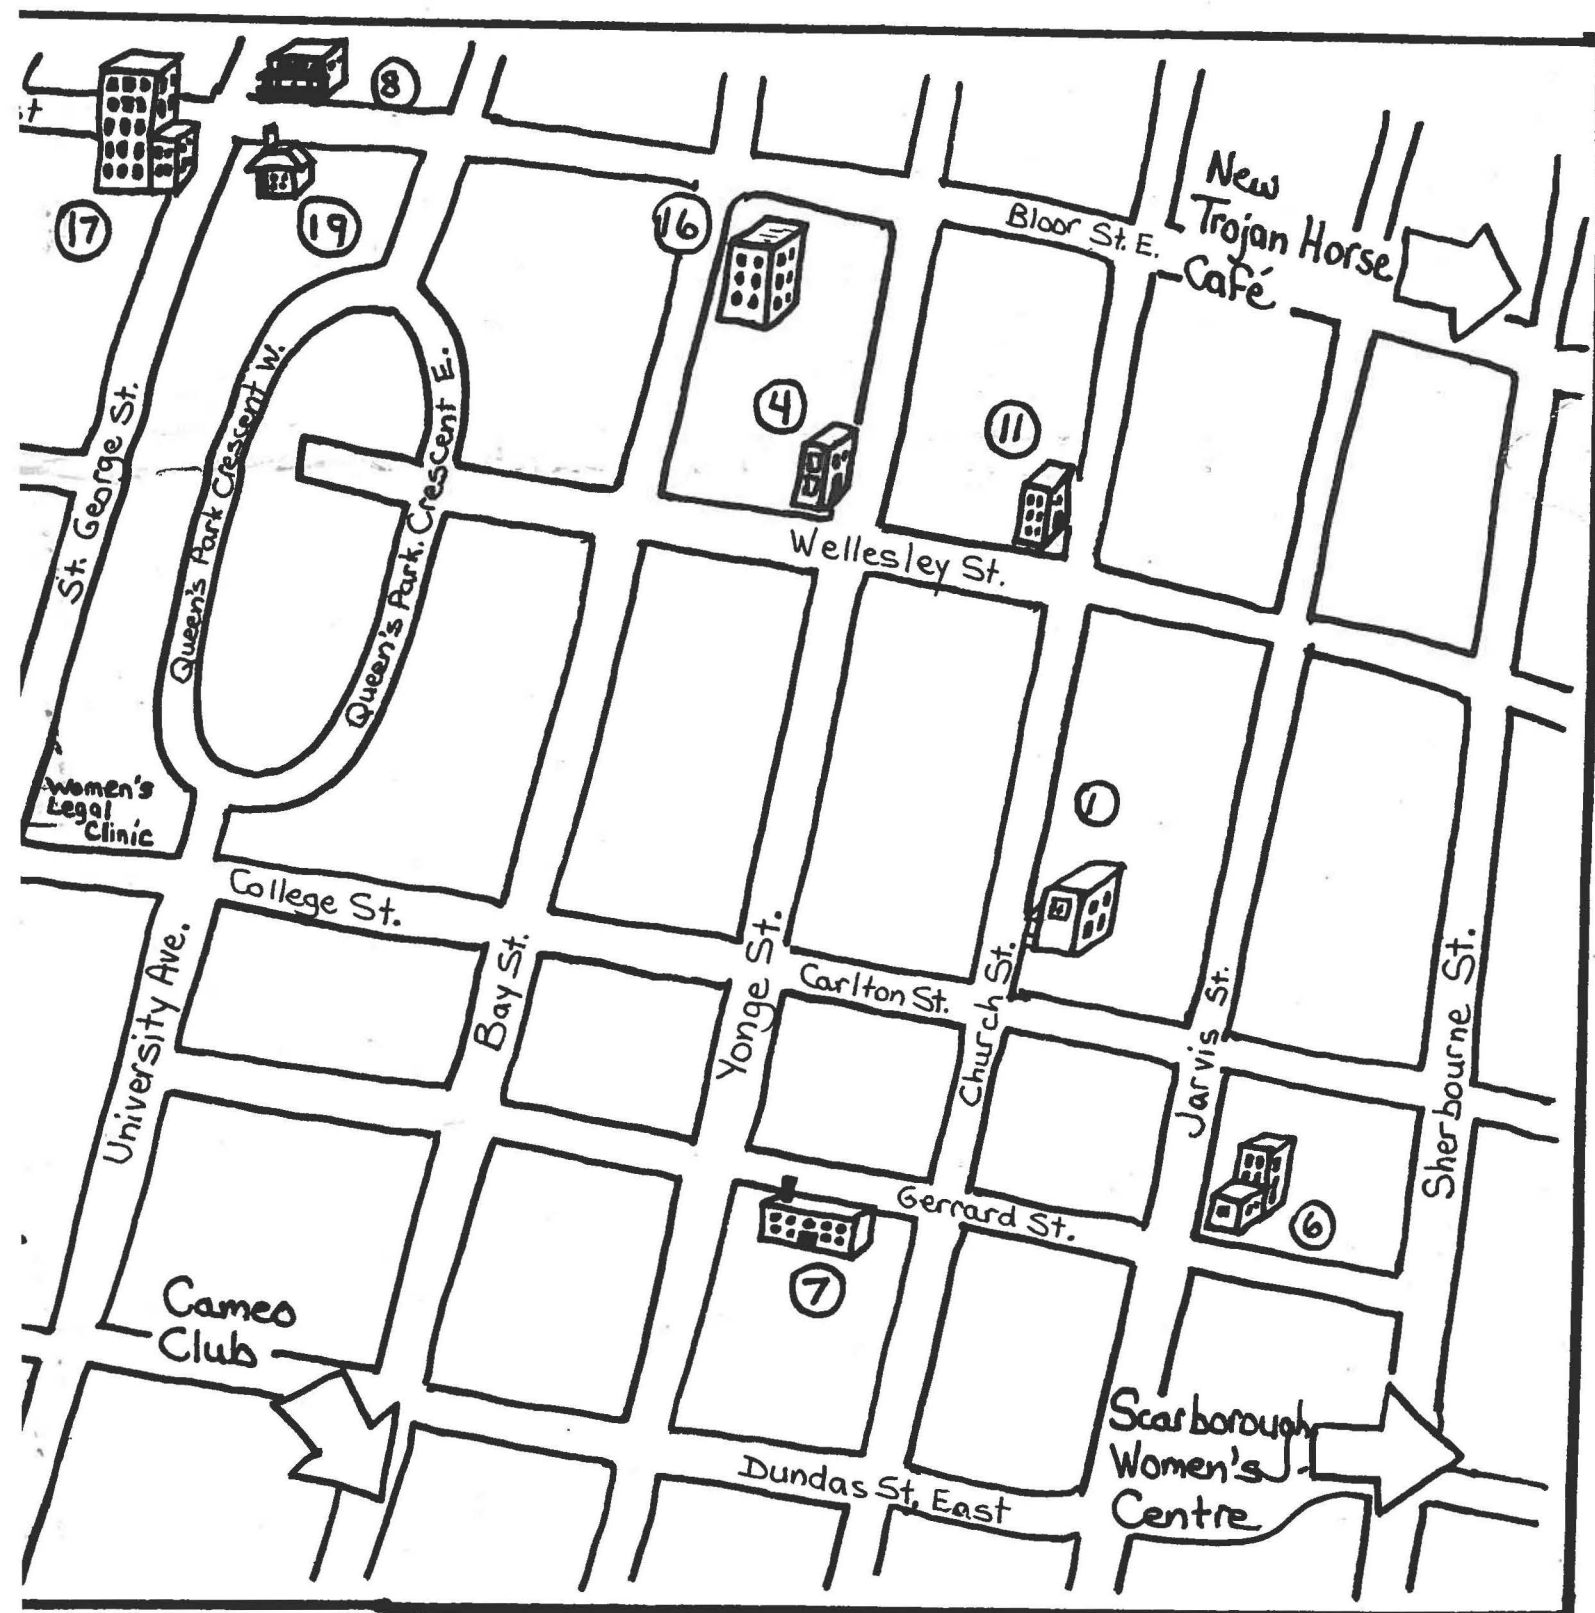 8
t
17
19
16
New
Trojan Horse
Café
Bloor St. E.
4
11
St. George St.
Queen's Park Crescent W.
Queen's Park. Crescent E.
Wellesley St.
Women's
Legal
Clinic
1
College St.
University Ave.
Bay St.
Yonge St.
Carlton St.
Church St.
Jarvis St.
Sherbourne St.
6
Gerrard St.
7
Cameo
Club
Scarborough
Women's
Centre
Dundas St. East